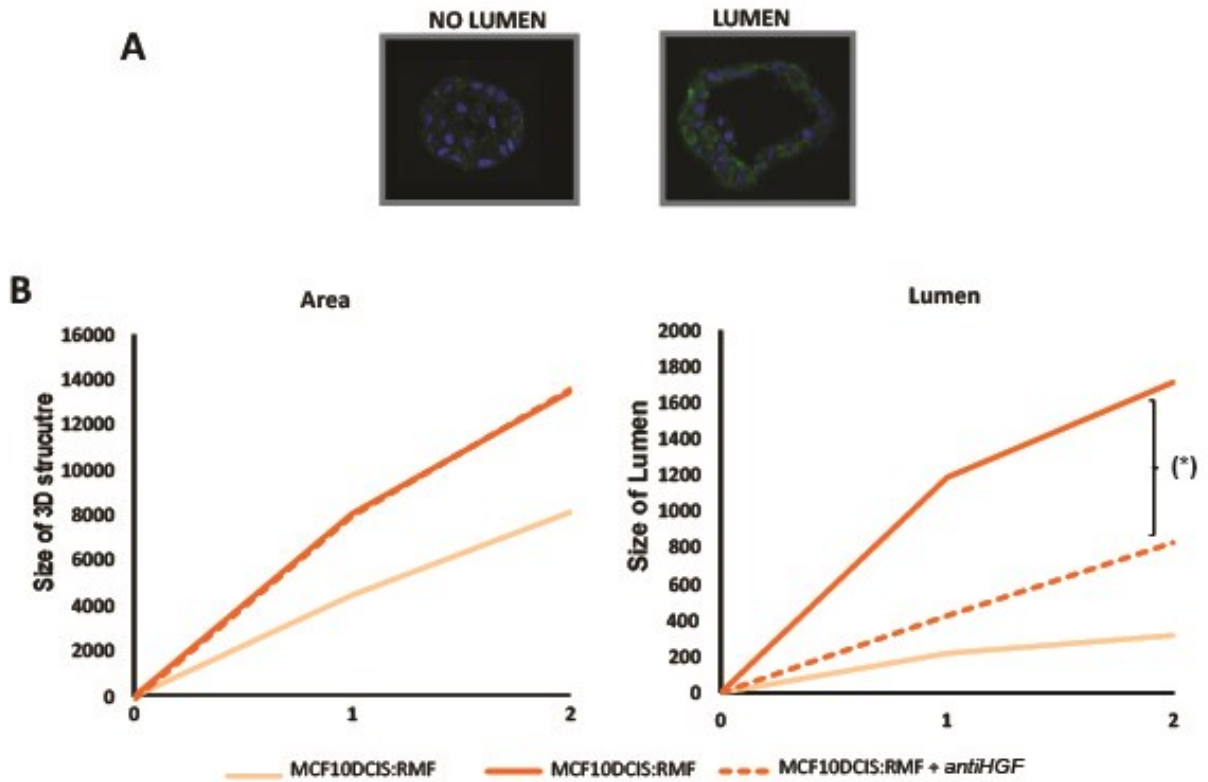 A
NO LUMEN
LUMEN
B
Area
Size of 3D strucutre
16000
14000
12000
10000
8000
6000
4000
2000
0
0 1 2
Lumen
Size of Lumen
2000
1800
1600
1400
1200
1000
800
600
400
200
0
0 1 2
(*)
MCF10DCIS:RMF MCF10DCIS:RMF MCF10DCIS:RMF + antiHGF